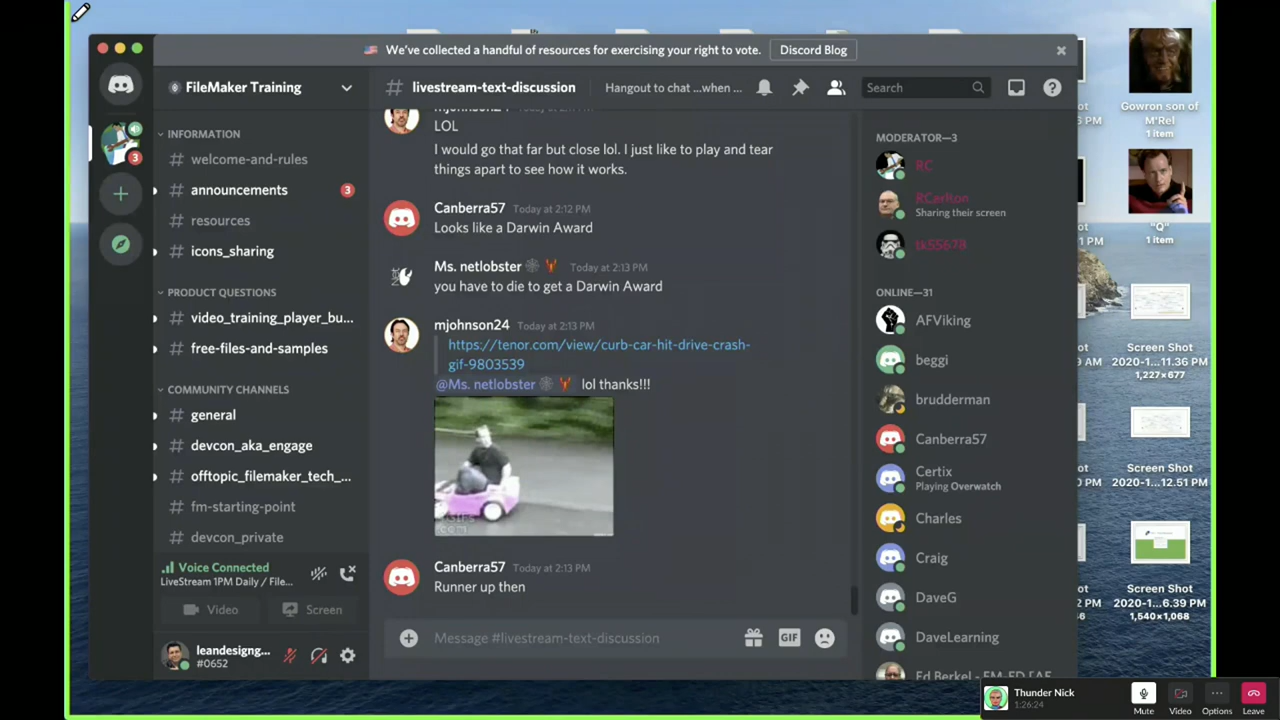 We've collected a handful of resources for exercising your right to vote.
Discord Blog
FileMaker Training
# livestream-text-discussion
Hangout to chat ...when ...
Search
INFORMATION
# welcome-and-rules
# announcements
3
3
# resources
# icons_sharing
PRODUCT QUESTIONS
# video_training_player_bu...
# free-files-and-samples
COMMUNITY CHANNELS
# general
# devcon_aka_engage
# offtopic_filemaker_tech_...
# fm-starting-point
# devcon_private
Voice Connected
LiveStream 1PM Daily / File...
Video
Screen
leandesigng...
#0652
LOL
I would go that far but close lol. I just like to play and tear
things apart to see how it works.
Canberra57 Today at 2:12 PM
Looks like a Darwin Award
Ms. netlobster Today at 2:13 PM
you have to die to get a Darwin Award
mjohnson24 Today at 2:13 PM
https://tenor.com/view/curb-car-hit-drive-crash-
gif-9803539
@Ms. netlobster lol thanks!!!
Canberra57 Today at 2:13 PM
Runner up then
Message #livestream-text-discussion
GIF
MODERATOR—3
RC
RCarlton
Sharing their screen
tk55678
ONLINE—31
AFViking
beggi
brudderman
Canberra57
Certix
Playing Overwatch
Charles
Craig
DaveG
DaveLearning
Gowron son of
M'Rel
1 item
"Q"
1 item
Screen Shot
2020-1...11.36 PM
1,227×677
Screen Shot
2020-1...12.51 PM
Screen Shot
2020-1...6.39 PM
1,540×1,068
Thunder Nick
1:26:24
Mute
Video
Options
Leave